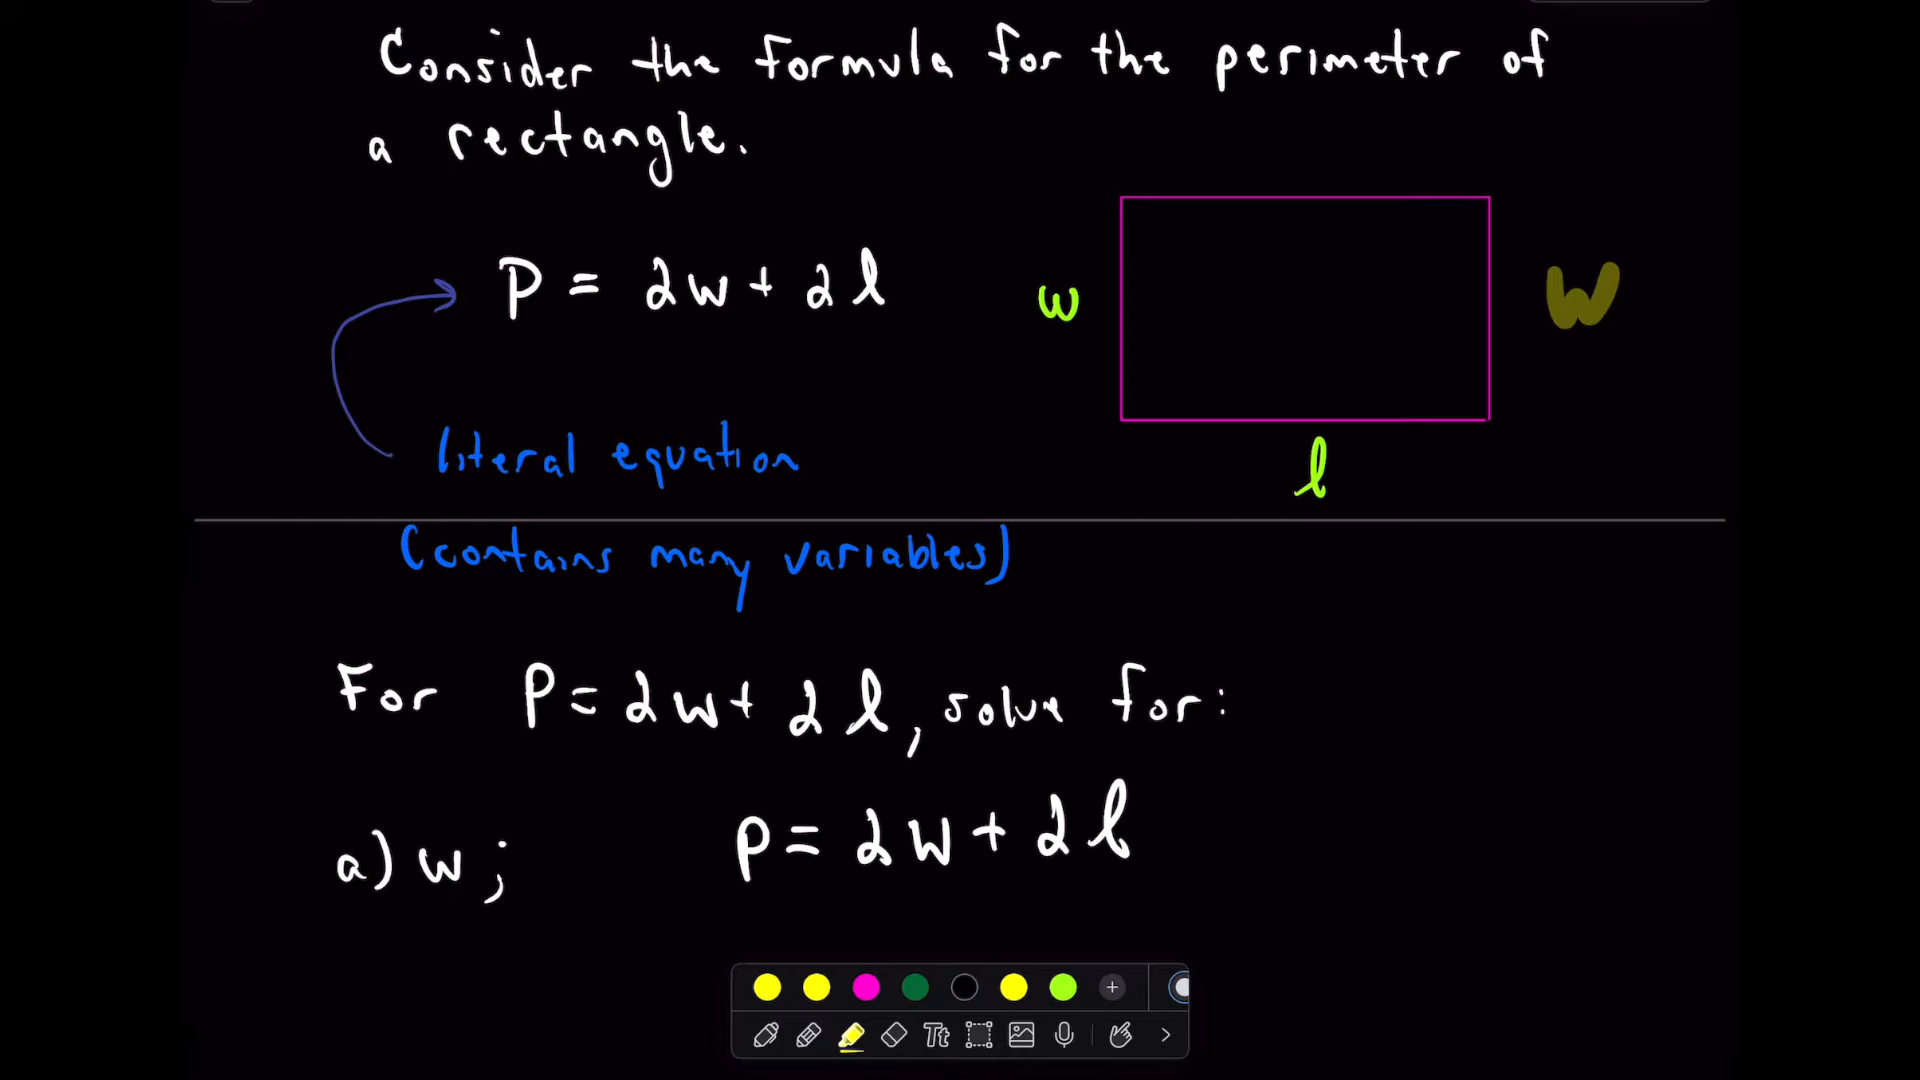 Consider the formula for the perimeter of
a rectangle.
P = 2w + 2l
w
W
literal equation
l
(contains many variables)
For P = 2w + 2l, solve for:
a) w;
P = 2w + 2l
Tt